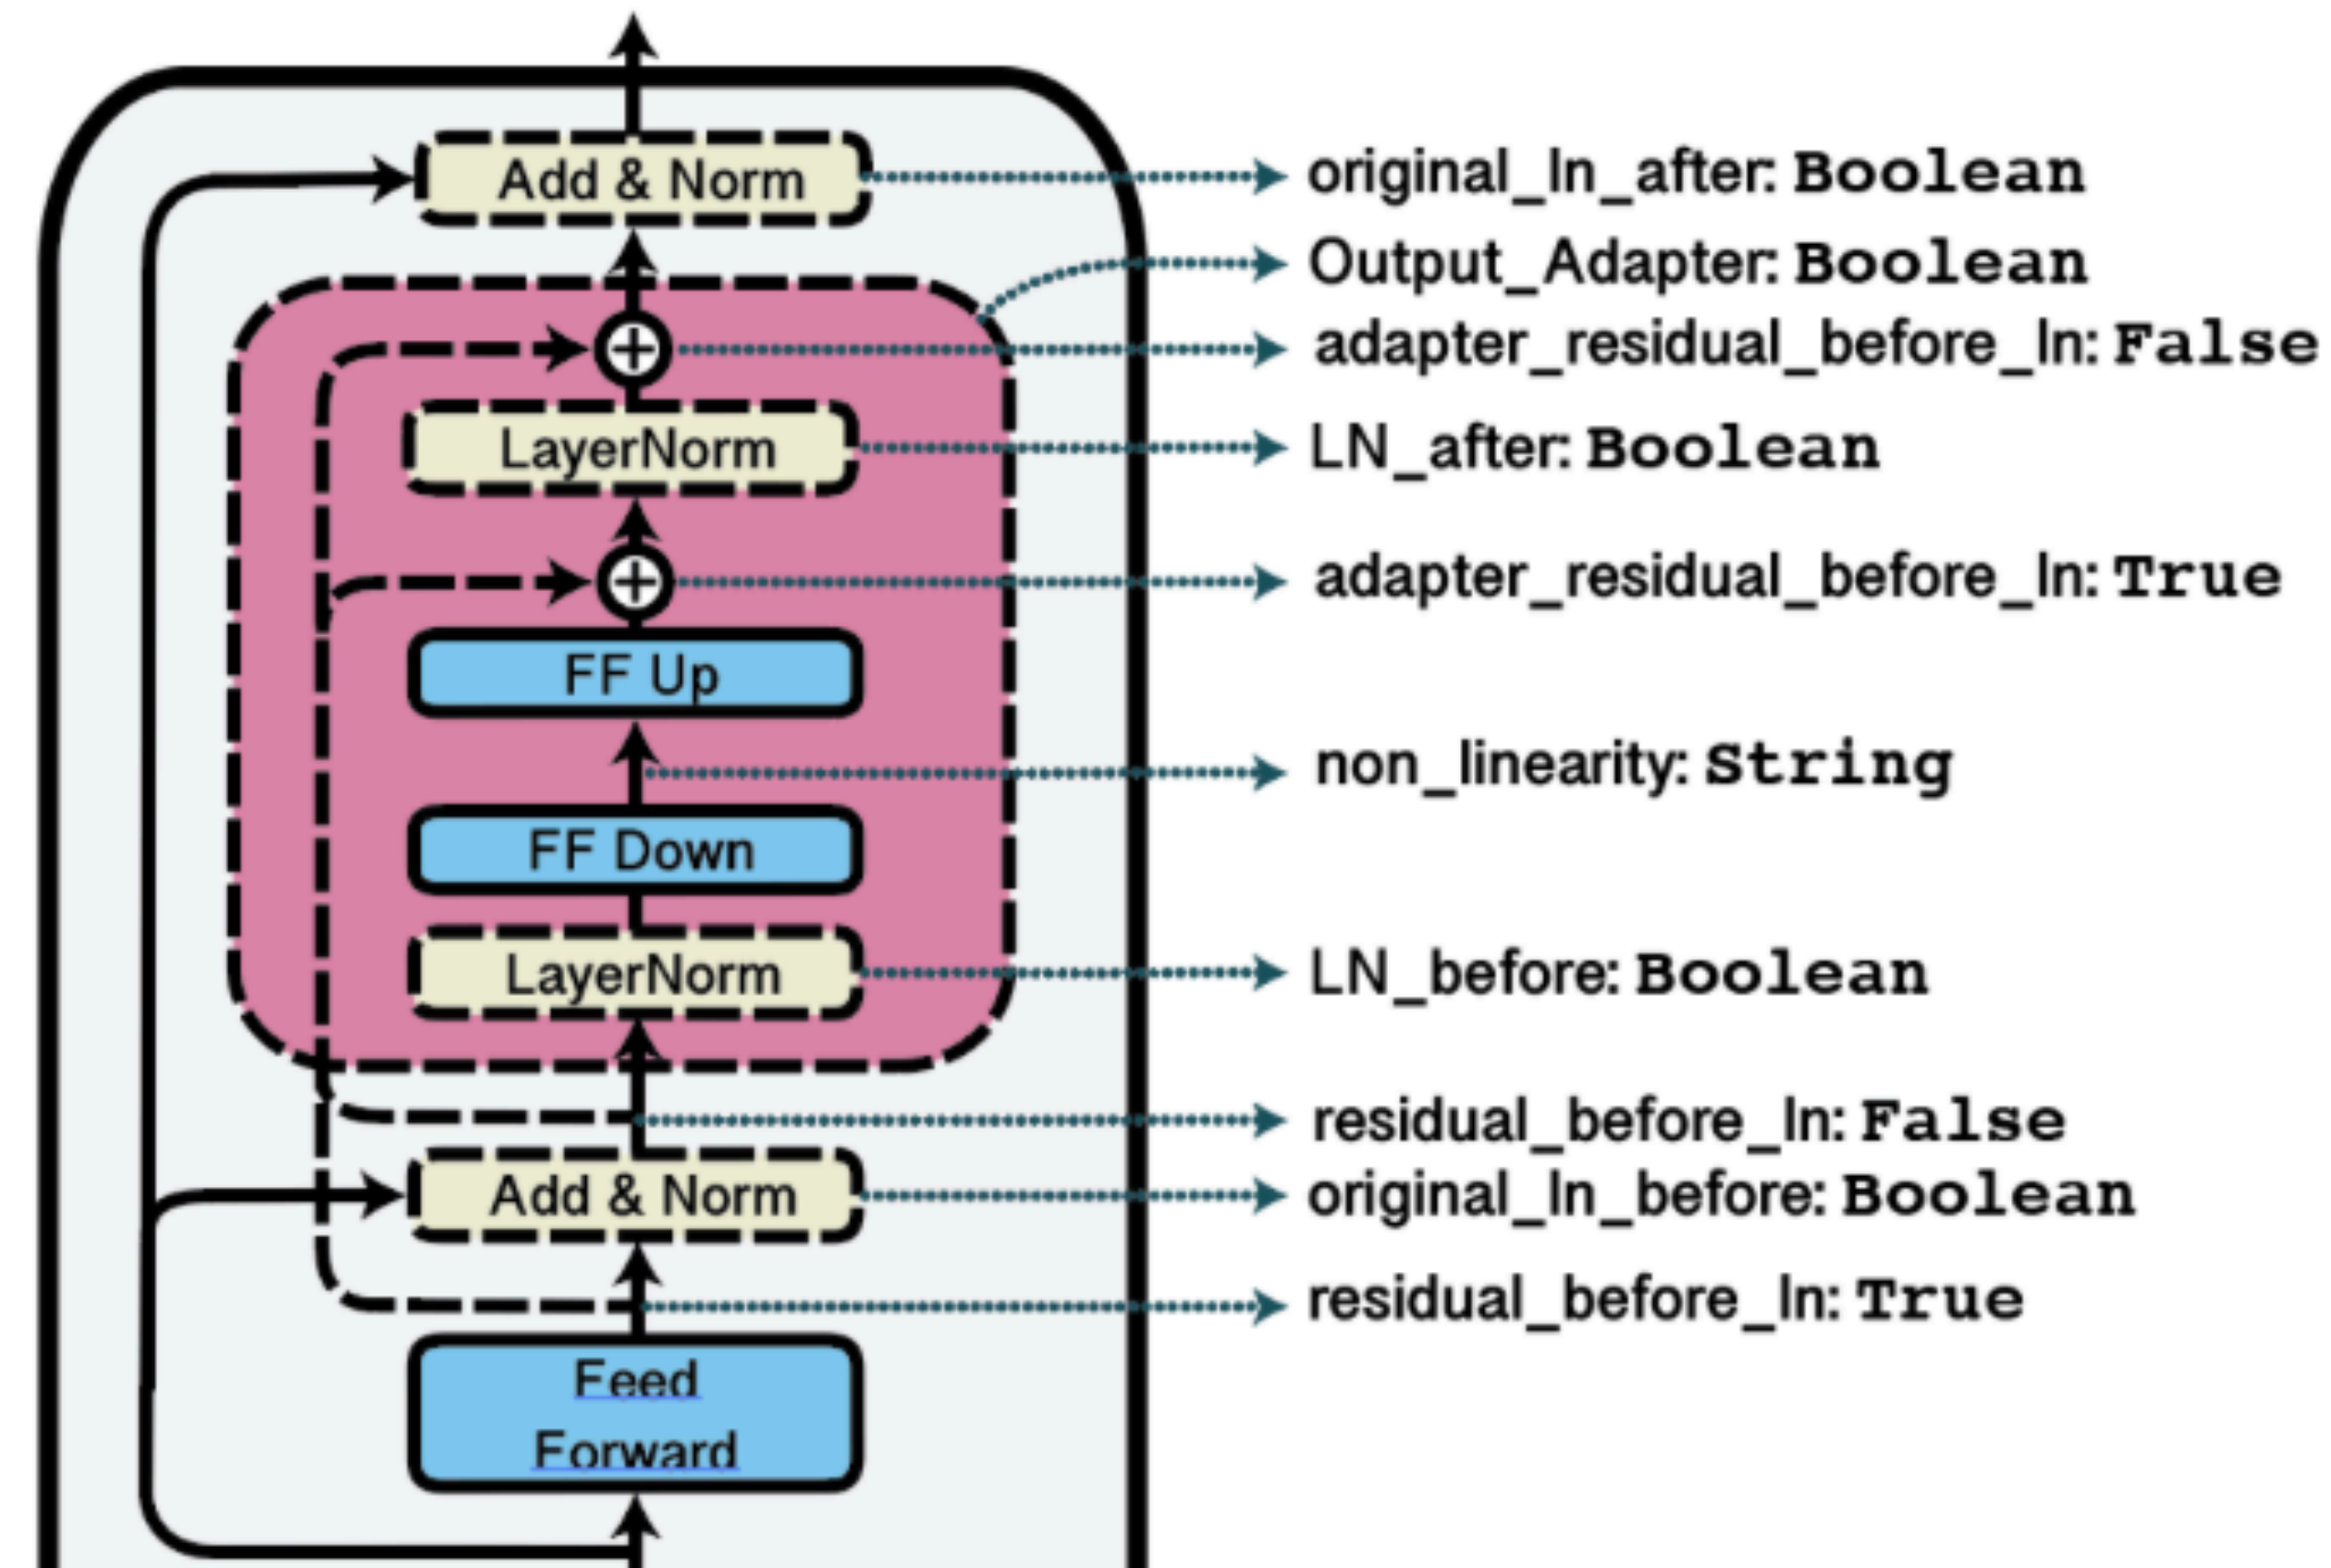 Add & Norm
original_ln_after: Boolean
Output_Adapter: Boolean
adapter_residual_before_ln: False
LayerNorm
LN_after: Boolean
adapter_residual_before_ln: True
FF Up
non_linearity: String
FF Down
LayerNorm
LN_before: Boolean
residual_before_ln: False
Add & Norm
original_ln_before: Boolean
residual_before_ln: True
Feed
Forward